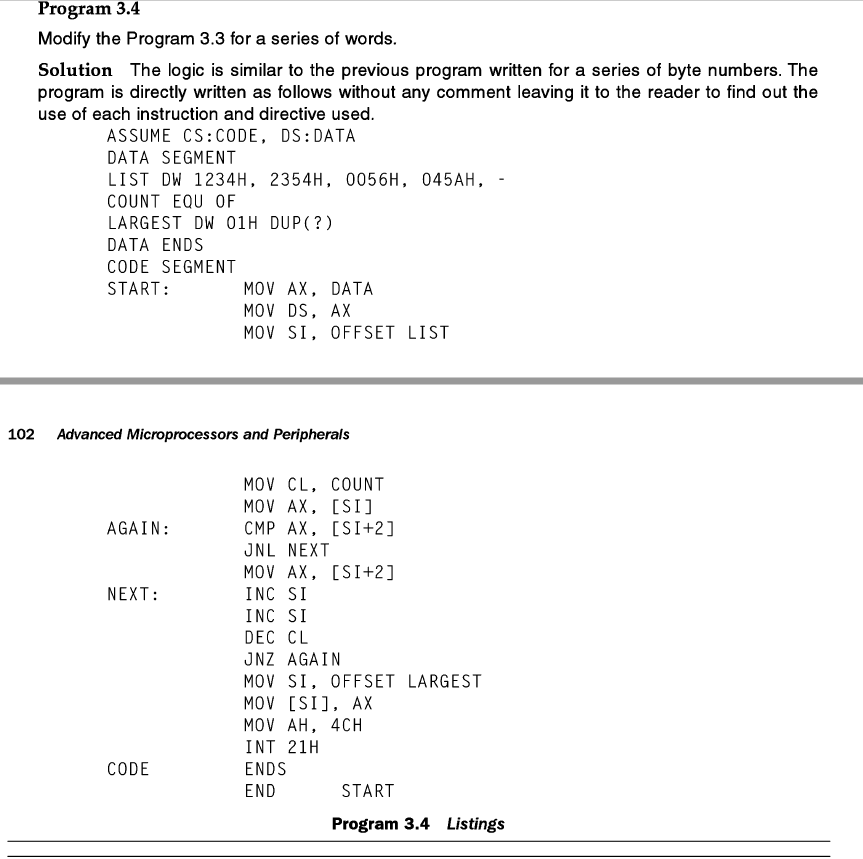 Program 3.4
Modify the Program 3.3 for a series of words.
Solution The logic is similar to the previous program written for a series of byte numbers. The
program is directly written as follows without any comment leaving it to the reader to find out the
use of each instruction and directive used.
ASSUME CS:CODE, DS:DATA
DATA SEGMENT
LIST DW 1234H, 2354H, 0056H, 045AH, -
COUNT EQU OF
LARGEST DW 01H DUP(?)
DATA ENDS
CODE SEGMENT
START: MOV AX, DATA
MOV DS, AX
MOV SI, OFFSET LIST
102 Advanced Microprocessors and Peripherals
MOV CL, COUNT
MOV AX, [SI]
AGAIN: CMP AX, [SI+2]
JNL NEXT
MOV AX, [SI+2]
NEXT: INC SI
INC SI
DEC CL
JNZ AGAIN
MOV SI, OFFSET LARGEST
MOV [SI], AX
MOV AH, 4CH
INT 21H
CODE ENDS
END START
Program 3.4 Listings